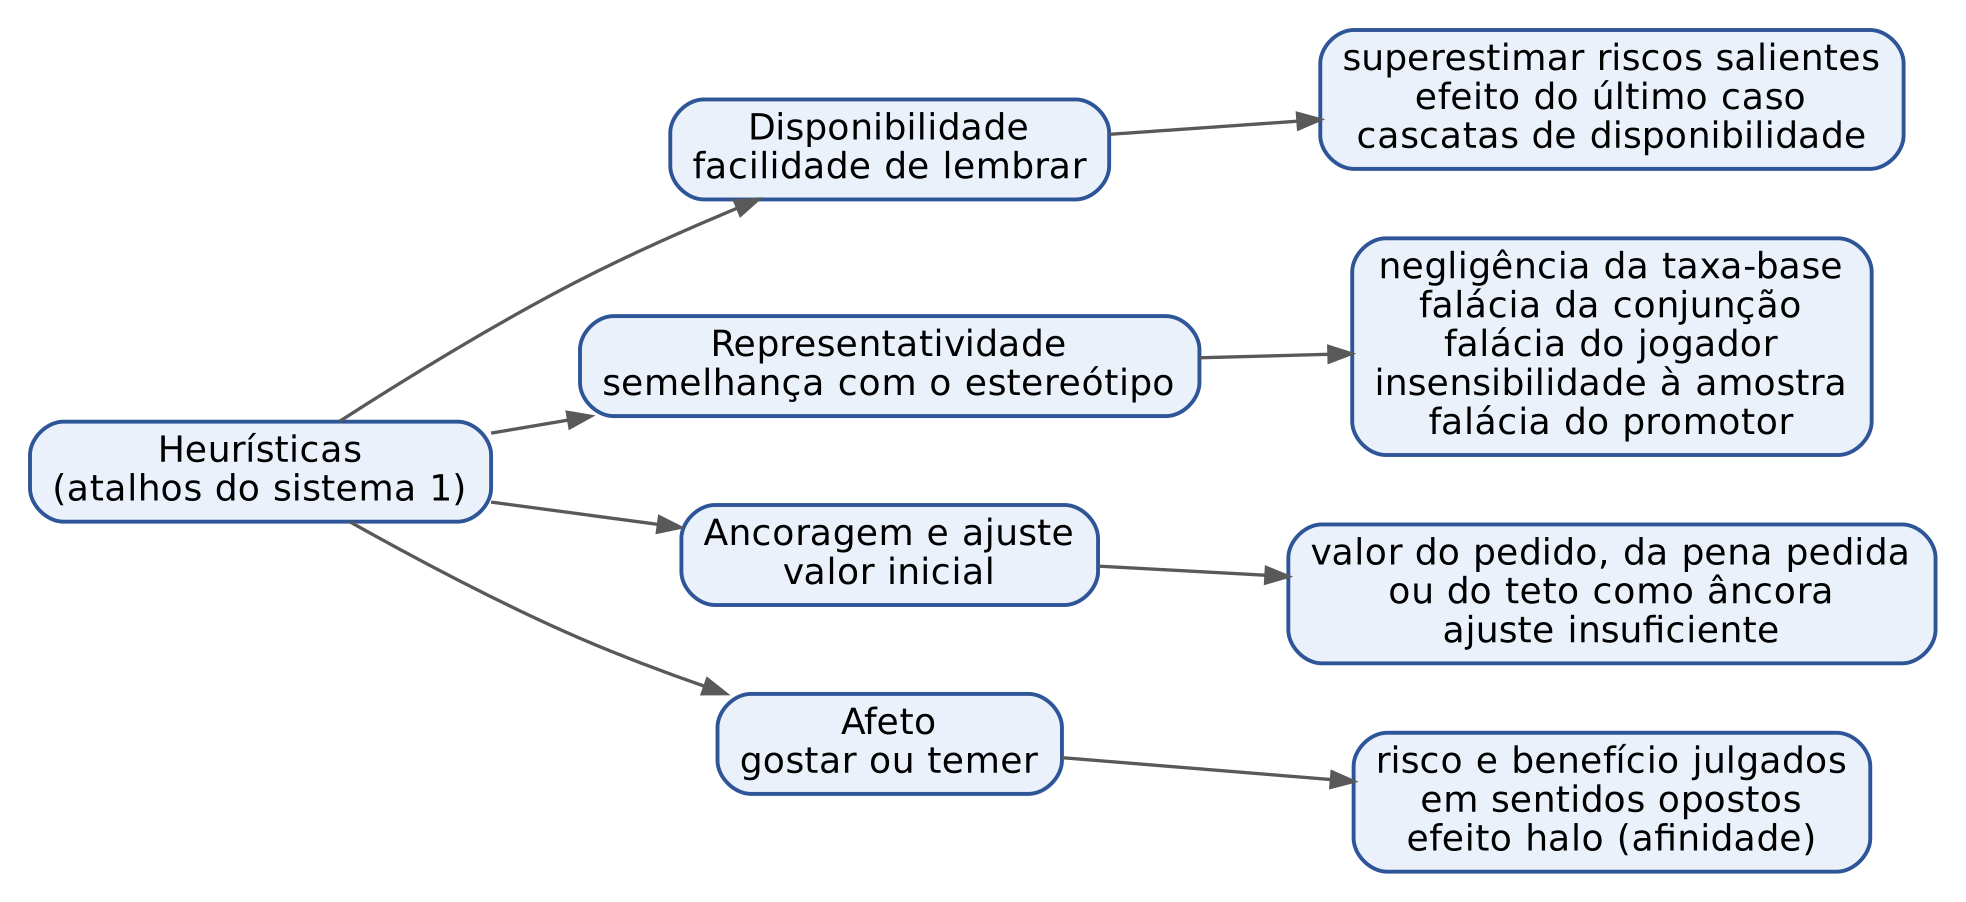 Heurísticas
(atalhos do sistema 1)
Disponibilidade
facilidade de lembrar
superestimar riscos salientes
efeito do último caso
cascatas de disponibilidade
Representatividade
semelhança com o estereótipo
negligência da taxa-base
falácia da conjunção
falácia do jogador
insensibilidade à amostra
falácia do promotor
Ancoragem e ajuste
valor inicial
valor do pedido, da pena pedida
ou do teto como âncora
ajuste insuficiente
Afeto
gostar ou temer
risco e benefício julgados
em sentidos opostos
efeito halo (afinidade)